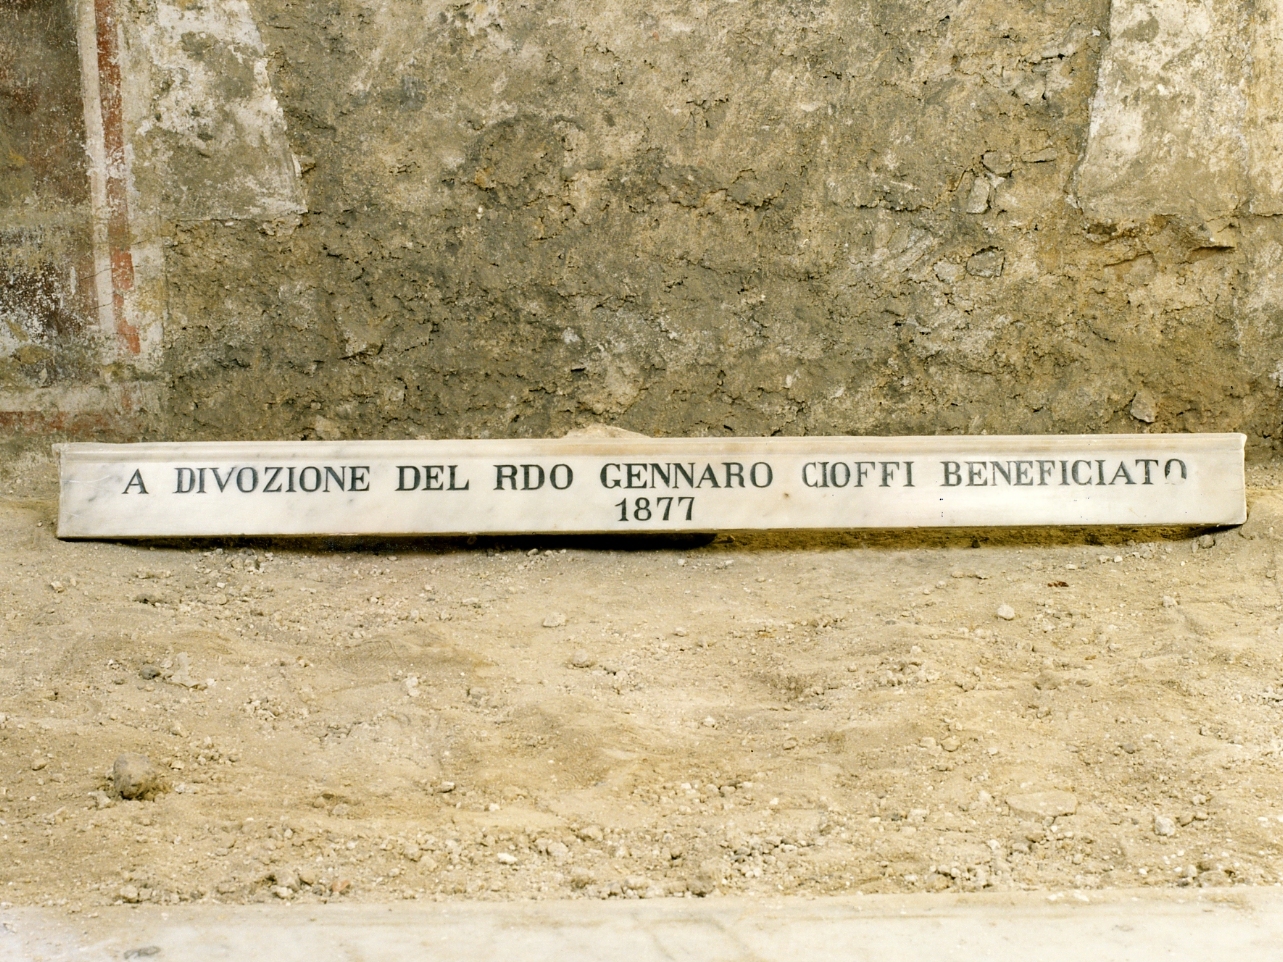 A DIVOZIONE DEL RDO GENNARO CIOFFI BENEFICIATO
1877